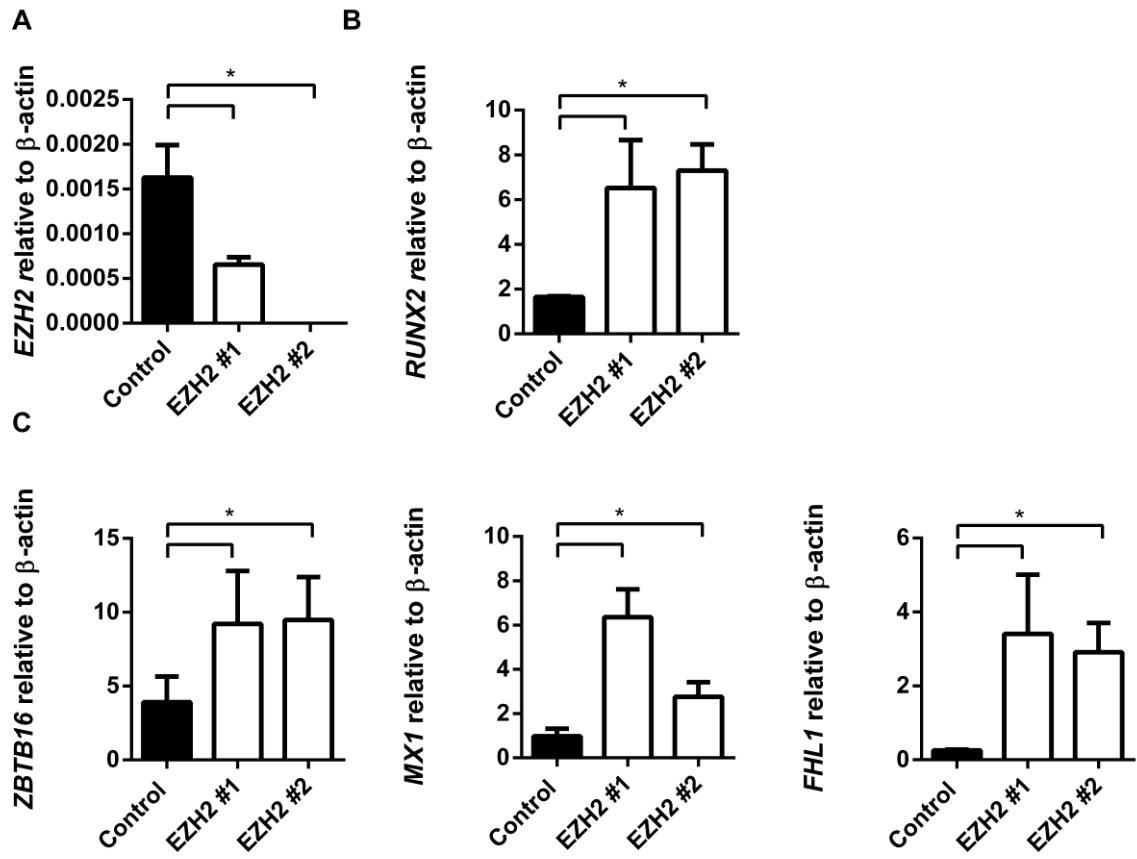 A
B
EZH2 relative to β-actin
0.0025
0.0020
0.0015
0.0010
0.0005
0.0000
*
Control
EZH2 #1
EZH2 #2
RUNX2 relative to β-actin
10
8
6
4
2
0
*
Control
EZH2 #1
EZH2 #2
C
ZBTB16 relative to β-actin
15
10
5
0
*
Control
EZH2 #1
EZH2 #2
MX1 relative to β-actin
10
8
6
4
2
0
*
Control
EZH2 #1
EZH2 #2
FHL1 relative to β-actin
6
4
2
0
*
Control
EZH2 #1
EZH2 #2